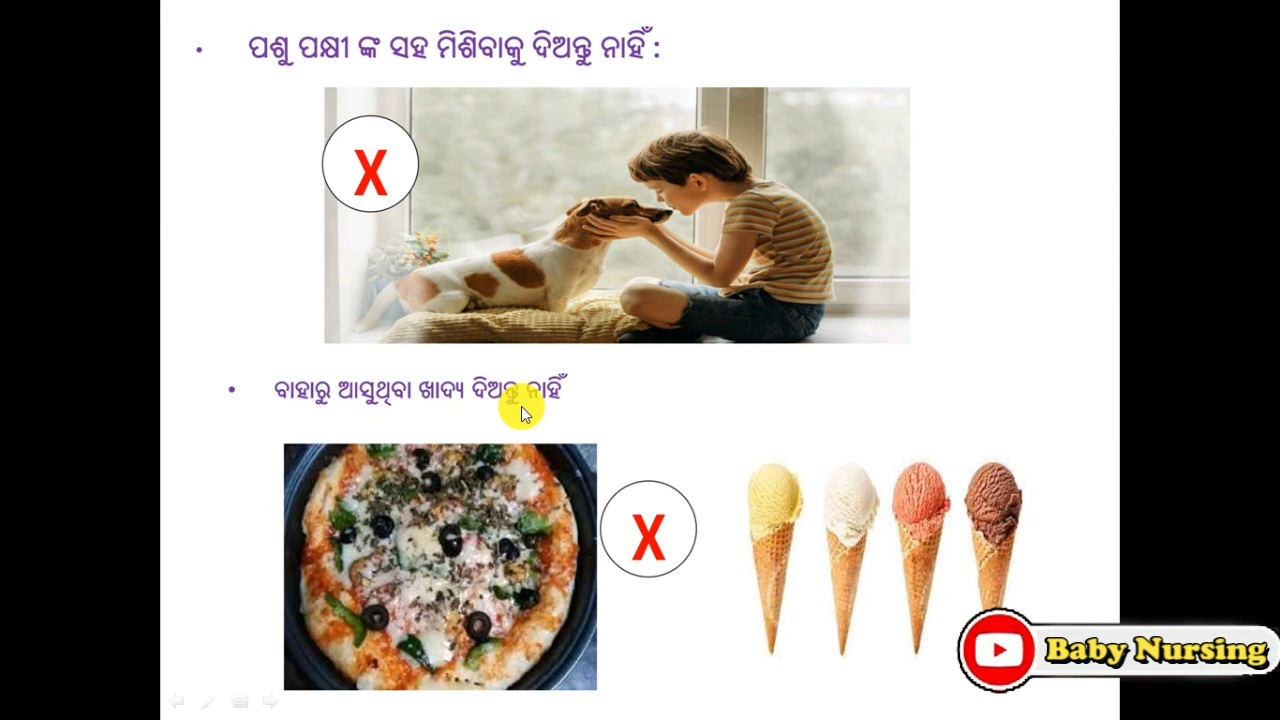 • ପଶୁ ପକ୍ଷୀ ଙ୍କ ସହ ମିଶିବାକୁ ଦିଅନ୍ତୁ ନାହିଁ :
X
• ବାହାରୁ ଆସୁଥିବା ଖାଦ୍ୟ ଦିଅନ୍ତୁ ନାହିଁ
X
Baby Nursing